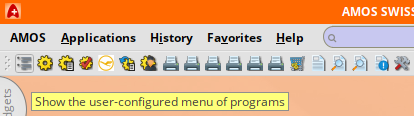 AMOS SWISS
AMOS Applications History Favorites Help
Show the user-configured menu of programs